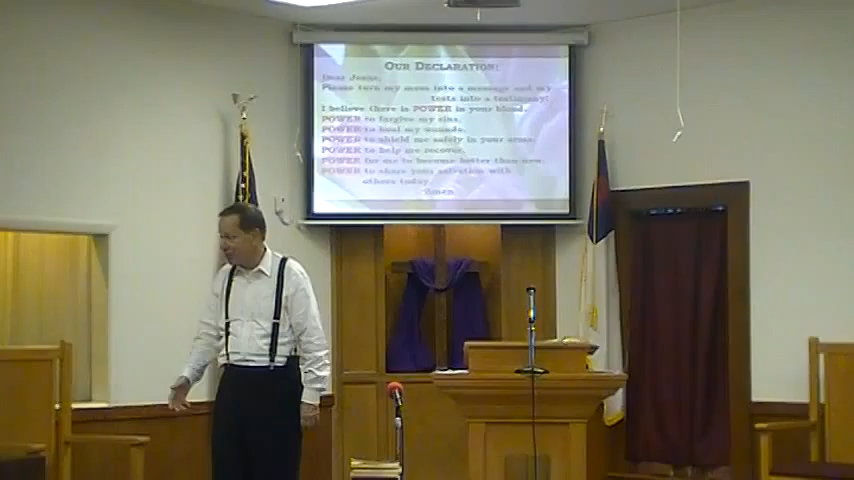 OUR DECLARATION:
Dear Jesus,
Please turn my mess into a message and my
tests into a testimony!
I believe there is POWER in your blood.
POWER to forgive my sins.
POWER to heal my wounds.
POWER to shield me safely in your arms.
POWER to help me recover.
POWER for me to become better than new.
POWER to share your salvation with
others today.
Amen